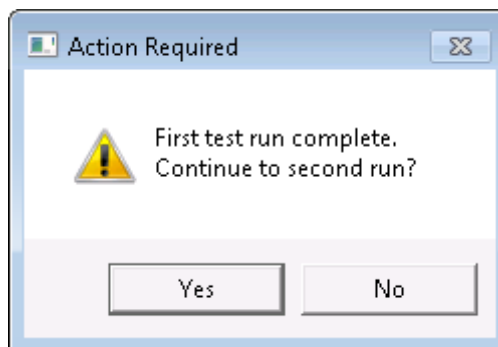 Action Required
First test run complete.
Continue to second run?
Yes
No